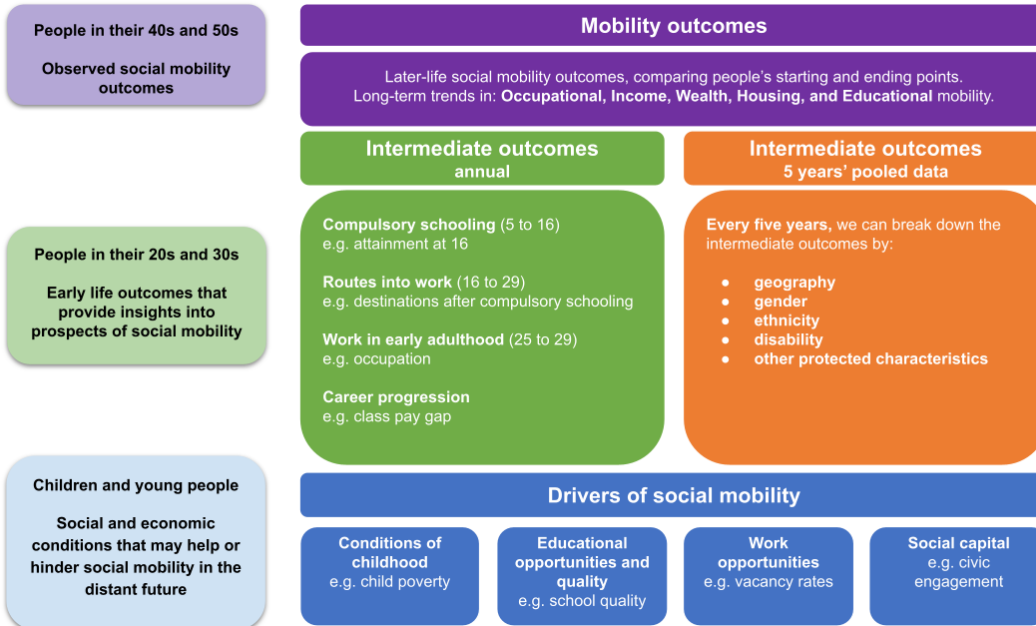 People in their 40s and 50s
Observed social mobility
outcomes
Mobility outcomes
Later-life social mobility outcomes, comparing people's starting and ending points.
Long-term trends in: Occupational, Income, Wealth, Housing, and Educational mobility.
People in their 20s and 30s
Early life outcomes that
provide insights into
prospects of social mobility
Intermediate outcomes
annual
Compulsory schooling (5 to 16)
e.g. attainment at 16
Routes into work (16 to 29)
e.g. destinations after compulsory schooling
Work in early adulthood (25 to 29)
e.g. occupation
Career progression
e.g. class pay gap
Intermediate outcomes
5 years' pooled data
Every five years, we can break down the
intermediate outcomes by:
● geography
● gender
● ethnicity
● disability
● other protected characteristics
Children and young people
Social and economic
conditions that may help or
hinder social mobility in the
distant future
Drivers of social mobility
Conditions of
childhood
e.g. child poverty
Educational
opportunities and
quality
e.g. school quality
Work
opportunities
e.g. vacancy rates
Social capital
e.g. civic
engagement